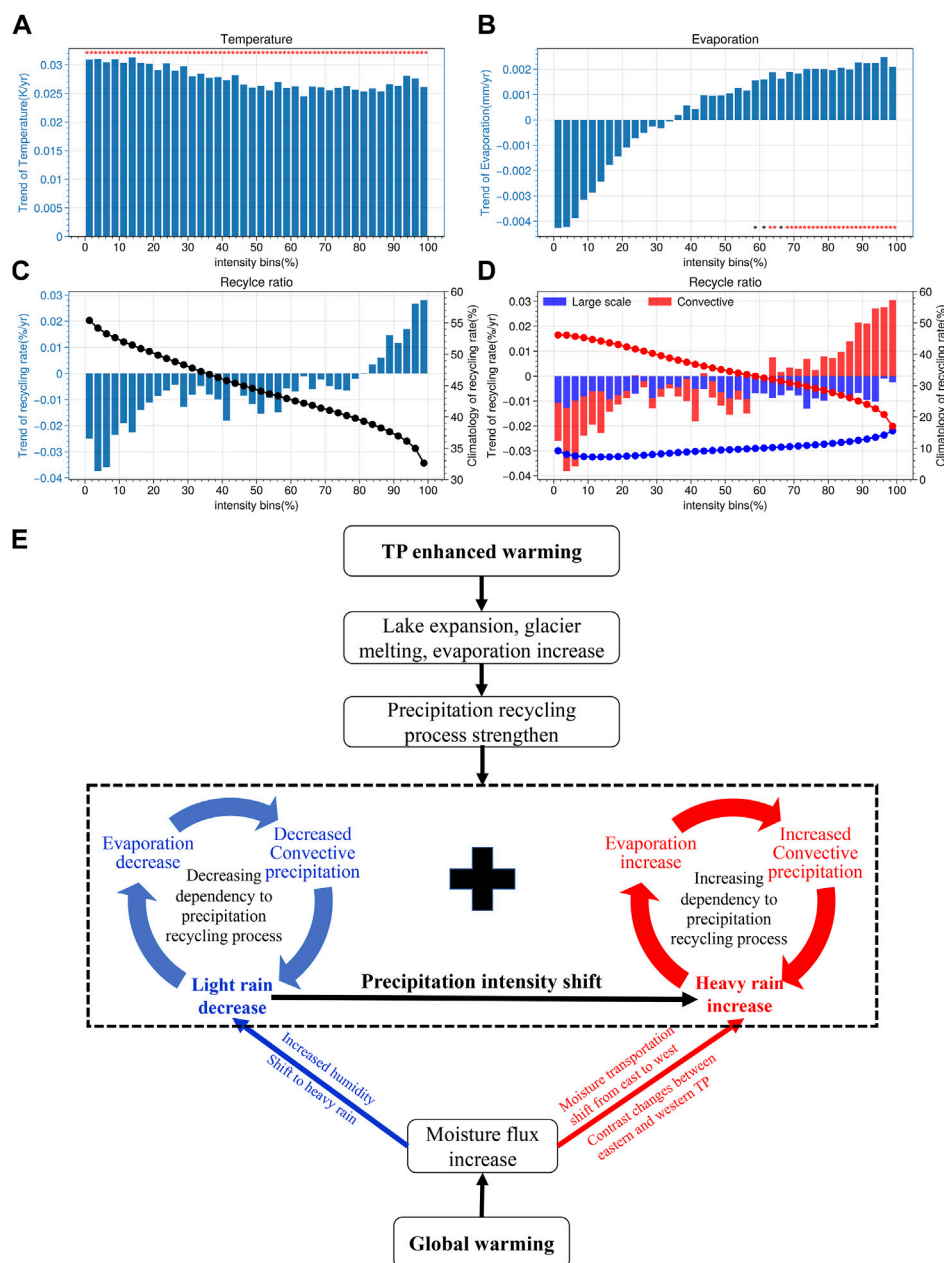 A
Temperature
Trend of Temperature(K/yr)
0.03
0.025
0.02
0.015
0.01
0.005
0
0 10 20 30 40 50 60 70 80 90 100
intensity bins(%)
B
Evaporation
Trend of Evaporation(mm/yr)
0.002
0.001
0
−0.001
−0.002
−0.003
−0.004
0 10 20 30 40 50 60 70 80 90 100
intensity bins(%)
C
Recylce ratio
Trend of recycling rate(%/yr)
0.03
0.02
0.01
0
−0.01
−0.02
−0.03
−0.04
60
55
50
45
40
35
30
Climatology of recycling rate(%)
0 10 20 30 40 50 60 70 80 90 100
intensity bins(%)
D
Recycle ratio
Large scale
Convective
Trend of recycling rate(%/yr)
0.03
0.02
0.01
0
−0.01
−0.02
−0.03
−0.04
60
50
40
30
20
10
0
Climatology of recycling rate(%)
0 10 20 30 40 50 60 70 80 90 100
intensity bins(%)
E
TP enhanced warming
Lake expansion, glacier
melting, evaporation increase
Precipitation recycling
process strengthen
Evaporation
decrease
Decreased
Convective
precipitation
Decreasing
dependency to
precipitation
recycling process
Light rain
decrease
Precipitation intensity shift
Evaporation
increase
Increased
Convective
precipitation
Increasing
dependency to
precipitation
recycling process
Heavy rain
increase
Increased humidity
Shift to heavy rain
Moisture transportation
shift from east to west
Contrast changes between
eastern and western TP
Moisture flux
increase
Global warming